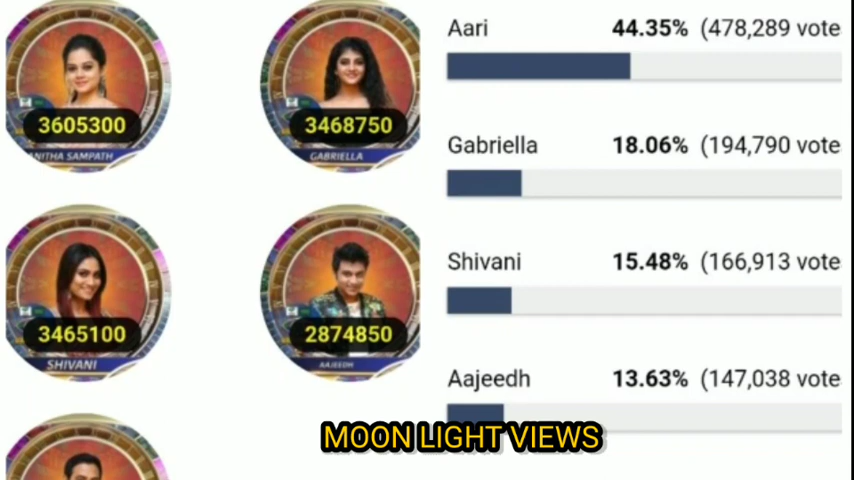 3605300
ANITHA SAMPATH
3468750
GABRIELLA
3465100
SHIVANI
2874850
AAJEEDH
Aari 44.35% (478,289 vote
Gabriella 18.06% (194,790 vote
Shivani 15.48% (166,913 vote
Aajeedh 13.63% (147,038 vote
MOON LIGHT VIEWS